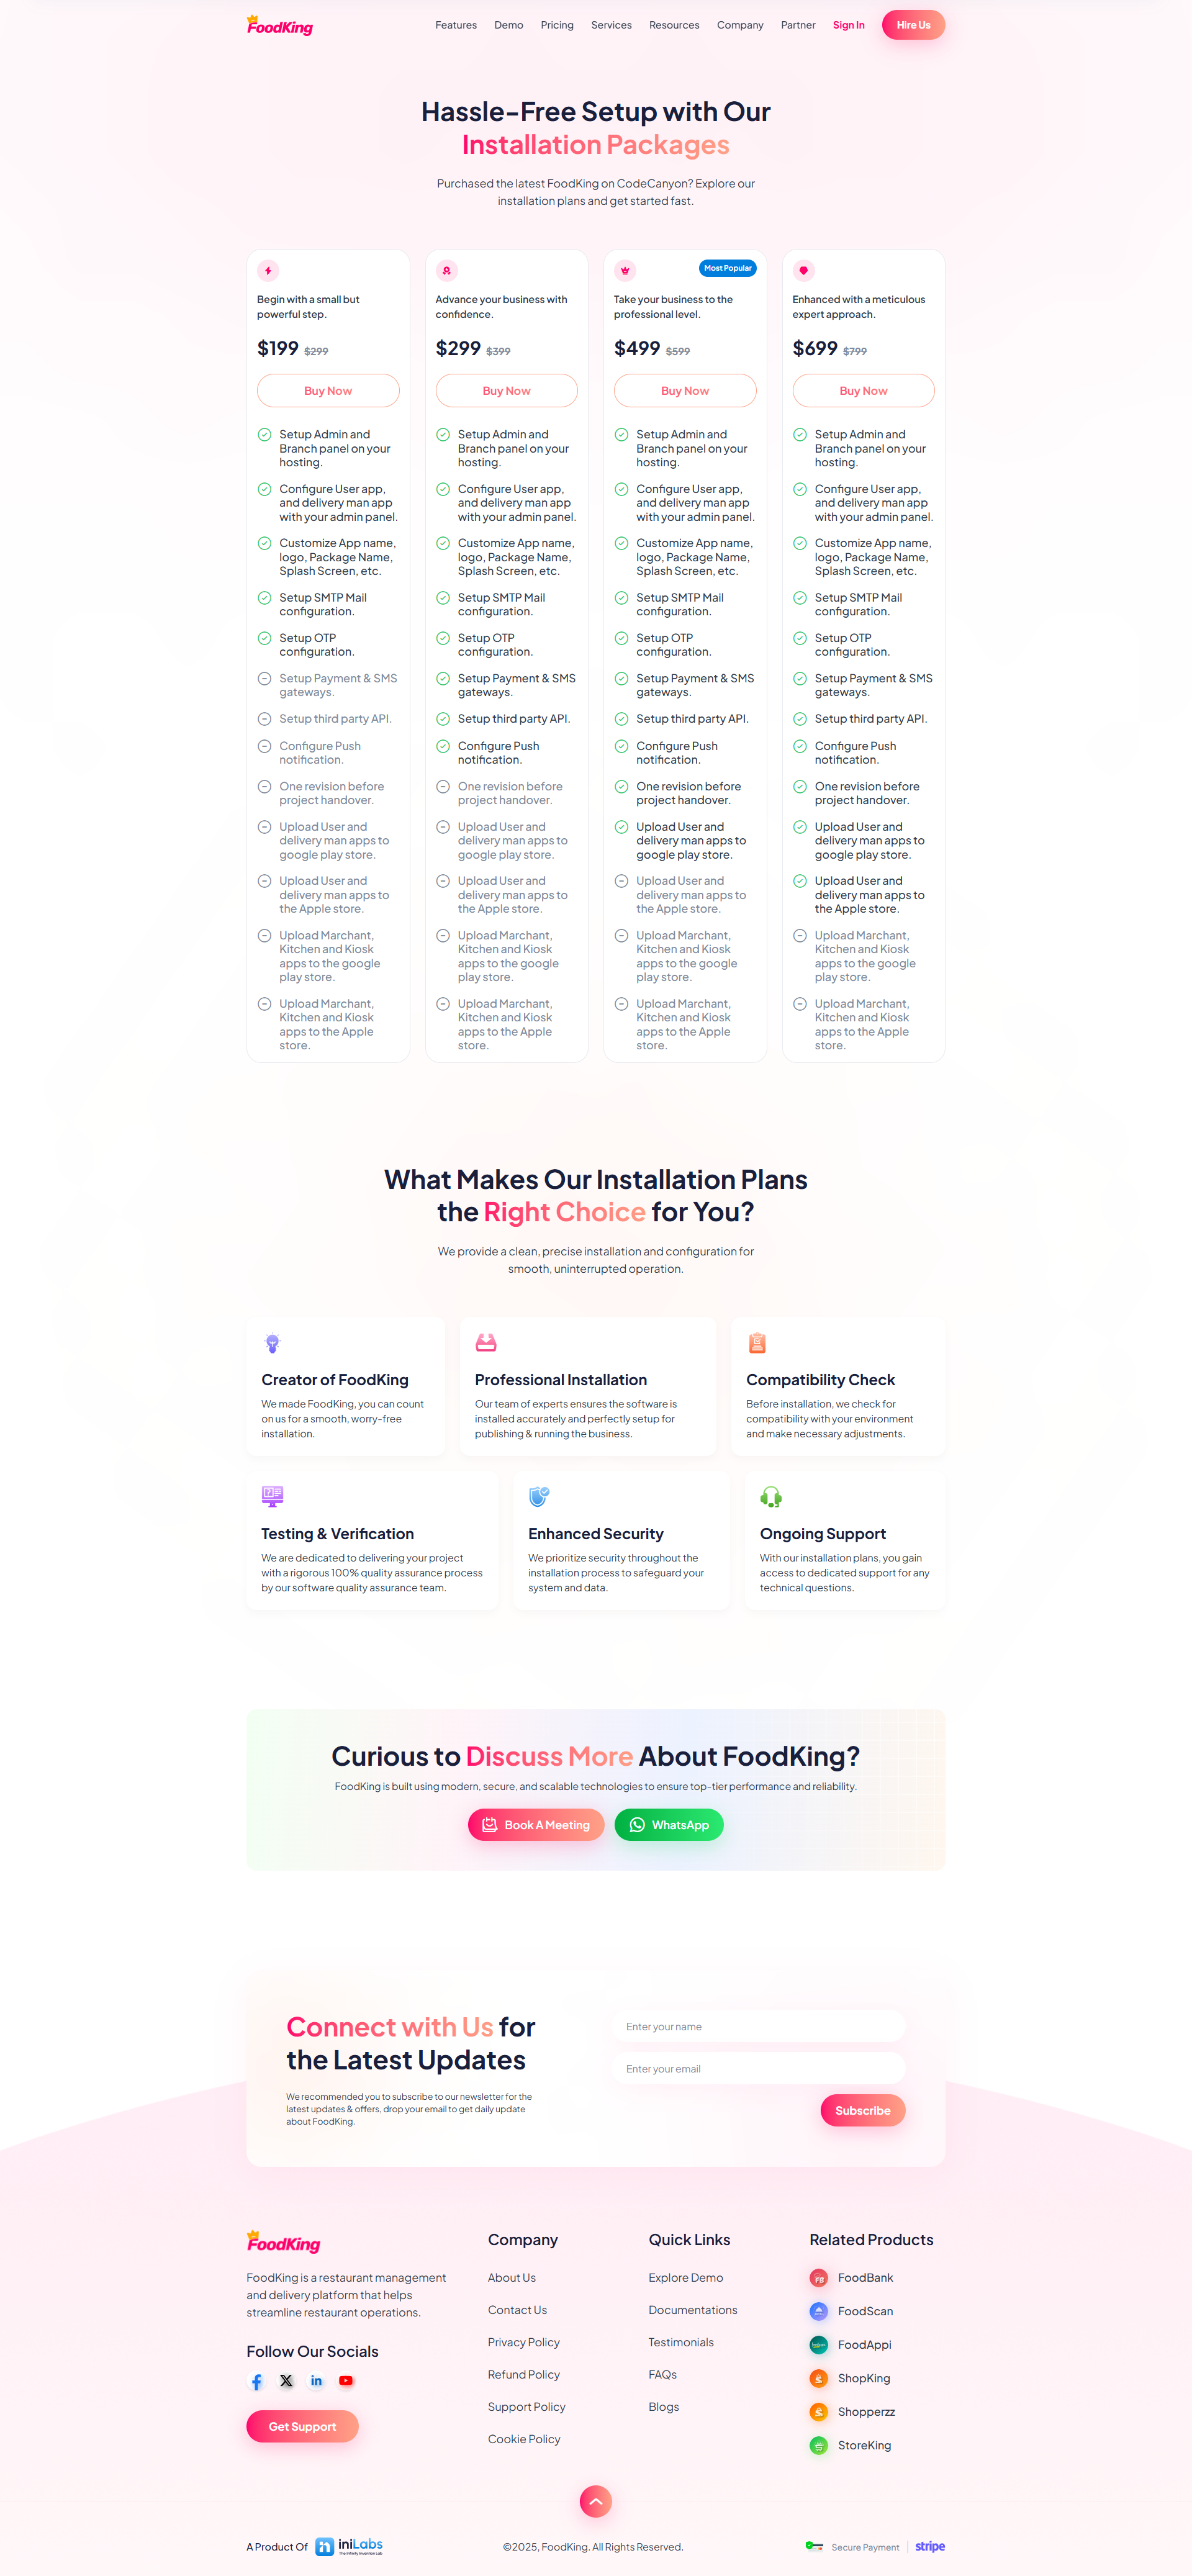 FoodKing
Features Demo Pricing Services Resources Company Partner Sign In Hire Us
Hassle-Free Setup with Our
Installation Packages
Purchased the latest FoodKing on CodeCanyon? Explore our
installation plans and get started fast.
Begin with a small but
powerful step.
$199 $299
Buy Now
Setup Admin and
Branch panel on your
hosting.
Configure User app,
and delivery man app
with your admin panel.
Customize App name,
logo, Package Name,
Splash Screen, etc.
Setup SMTP Mail
configuration.
Setup OTP
configuration.
Setup Payment & SMS
gateways.
Setup third party API.
Configure Push
notification.
One revision before
project handover.
Upload User and
delivery man apps to
google play store.
Upload User and
delivery man apps to
the Apple store.
Upload Marchant,
Kitchen and Kiosk
apps to the google
play store.
Upload Marchant,
Kitchen and Kiosk
apps to the Apple
store.
Advance your business with
confidence.
$299 $399
Buy Now
Setup Admin and
Branch panel on your
hosting.
Configure User app,
and delivery man app
with your admin panel.
Customize App name,
logo, Package Name,
Splash Screen, etc.
Setup SMTP Mail
configuration.
Setup OTP
configuration.
Setup Payment & SMS
gateways.
Setup third party API.
Configure Push
notification.
One revision before
project handover.
Upload User and
delivery man apps to
google play store.
Upload User and
delivery man apps to
the Apple store.
Upload Marchant,
Kitchen and Kiosk
apps to the google
play store.
Upload Marchant,
Kitchen and Kiosk
apps to the Apple
store.
Most Popular
Take your business to the
professional level.
$499 $599
Buy Now
Setup Admin and
Branch panel on your
hosting.
Configure User app,
and delivery man app
with your admin panel.
Customize App name,
logo, Package Name,
Splash Screen, etc.
Setup SMTP Mail
configuration.
Setup OTP
configuration.
Setup Payment & SMS
gateways.
Setup third party API.
Configure Push
notification.
One revision before
project handover.
Upload User and
delivery man apps to
google play store.
Upload User and
delivery man apps to
the Apple store.
Upload Marchant,
Kitchen and Kiosk
apps to the google
play store.
Upload Marchant,
Kitchen and Kiosk
apps to the Apple
store.
Enhanced with a meticulous
expert approach.
$699 $799
Buy Now
Setup Admin and
Branch panel on your
hosting.
Configure User app,
and delivery man app
with your admin panel.
Customize App name,
logo, Package Name,
Splash Screen, etc.
Setup SMTP Mail
configuration.
Setup OTP
configuration.
Setup Payment & SMS
gateways.
Setup third party API.
Configure Push
notification.
One revision before
project handover.
Upload User and
delivery man apps to
google play store.
Upload User and
delivery man apps to
the Apple store.
Upload Marchant,
Kitchen and Kiosk
apps to the google
play store.
Upload Marchant,
Kitchen and Kiosk
apps to the Apple
store.
What Makes Our Installation Plans
the Right Choice for You?
We provide a clean, precise installation and configuration for
smooth, uninterrupted operation.
Creator of FoodKing
We made FoodKing, you can count
on us for a smooth, worry-free
installation.
Professional Installation
Our team of experts ensures the software is
installed accurately and perfectly setup for
publishing & running the business.
Compatibility Check
Before installation, we check for
compatibility with your environment
and make necessary adjustments.
Testing & Verification
We are dedicated to delivering your project
with a rigorous 100% quality assurance process
by our software quality assurance team.
Enhanced Security
We prioritize security throughout the
installation process to safeguard your
system and data.
Ongoing Support
With our installation plans, you gain
access to dedicated support for any
technical questions.
Curious to Discuss More About FoodKing?
FoodKing is built using modern, secure, and scalable technologies to ensure top-tier performance and reliability.
Book A Meeting
WhatsApp
Connect with Us for
the Latest Updates
We recommended you to subscribe to our newsletter for the
latest updates & offers, drop your email to get daily update
about FoodKing.
Enter your name
Enter your email
Subscribe
FoodKing
FoodKing is a restaurant management
and delivery platform that helps
streamline restaurant operations.
Follow Our Socials
Get Support
Company
About Us
Contact Us
Privacy Policy
Refund Policy
Support Policy
Cookie Policy
Quick Links
Explore Demo
Documentations
Testimonials
FAQs
Blogs
Related Products
FB FoodBank
FoodScan
FoodAppi
ShopKing
Shopperzz
StoreKing
A Product Of iniLabs
The Infinity Invention Lab
©2025, FoodKing. All Rights Reserved.
Secure Payment stripe